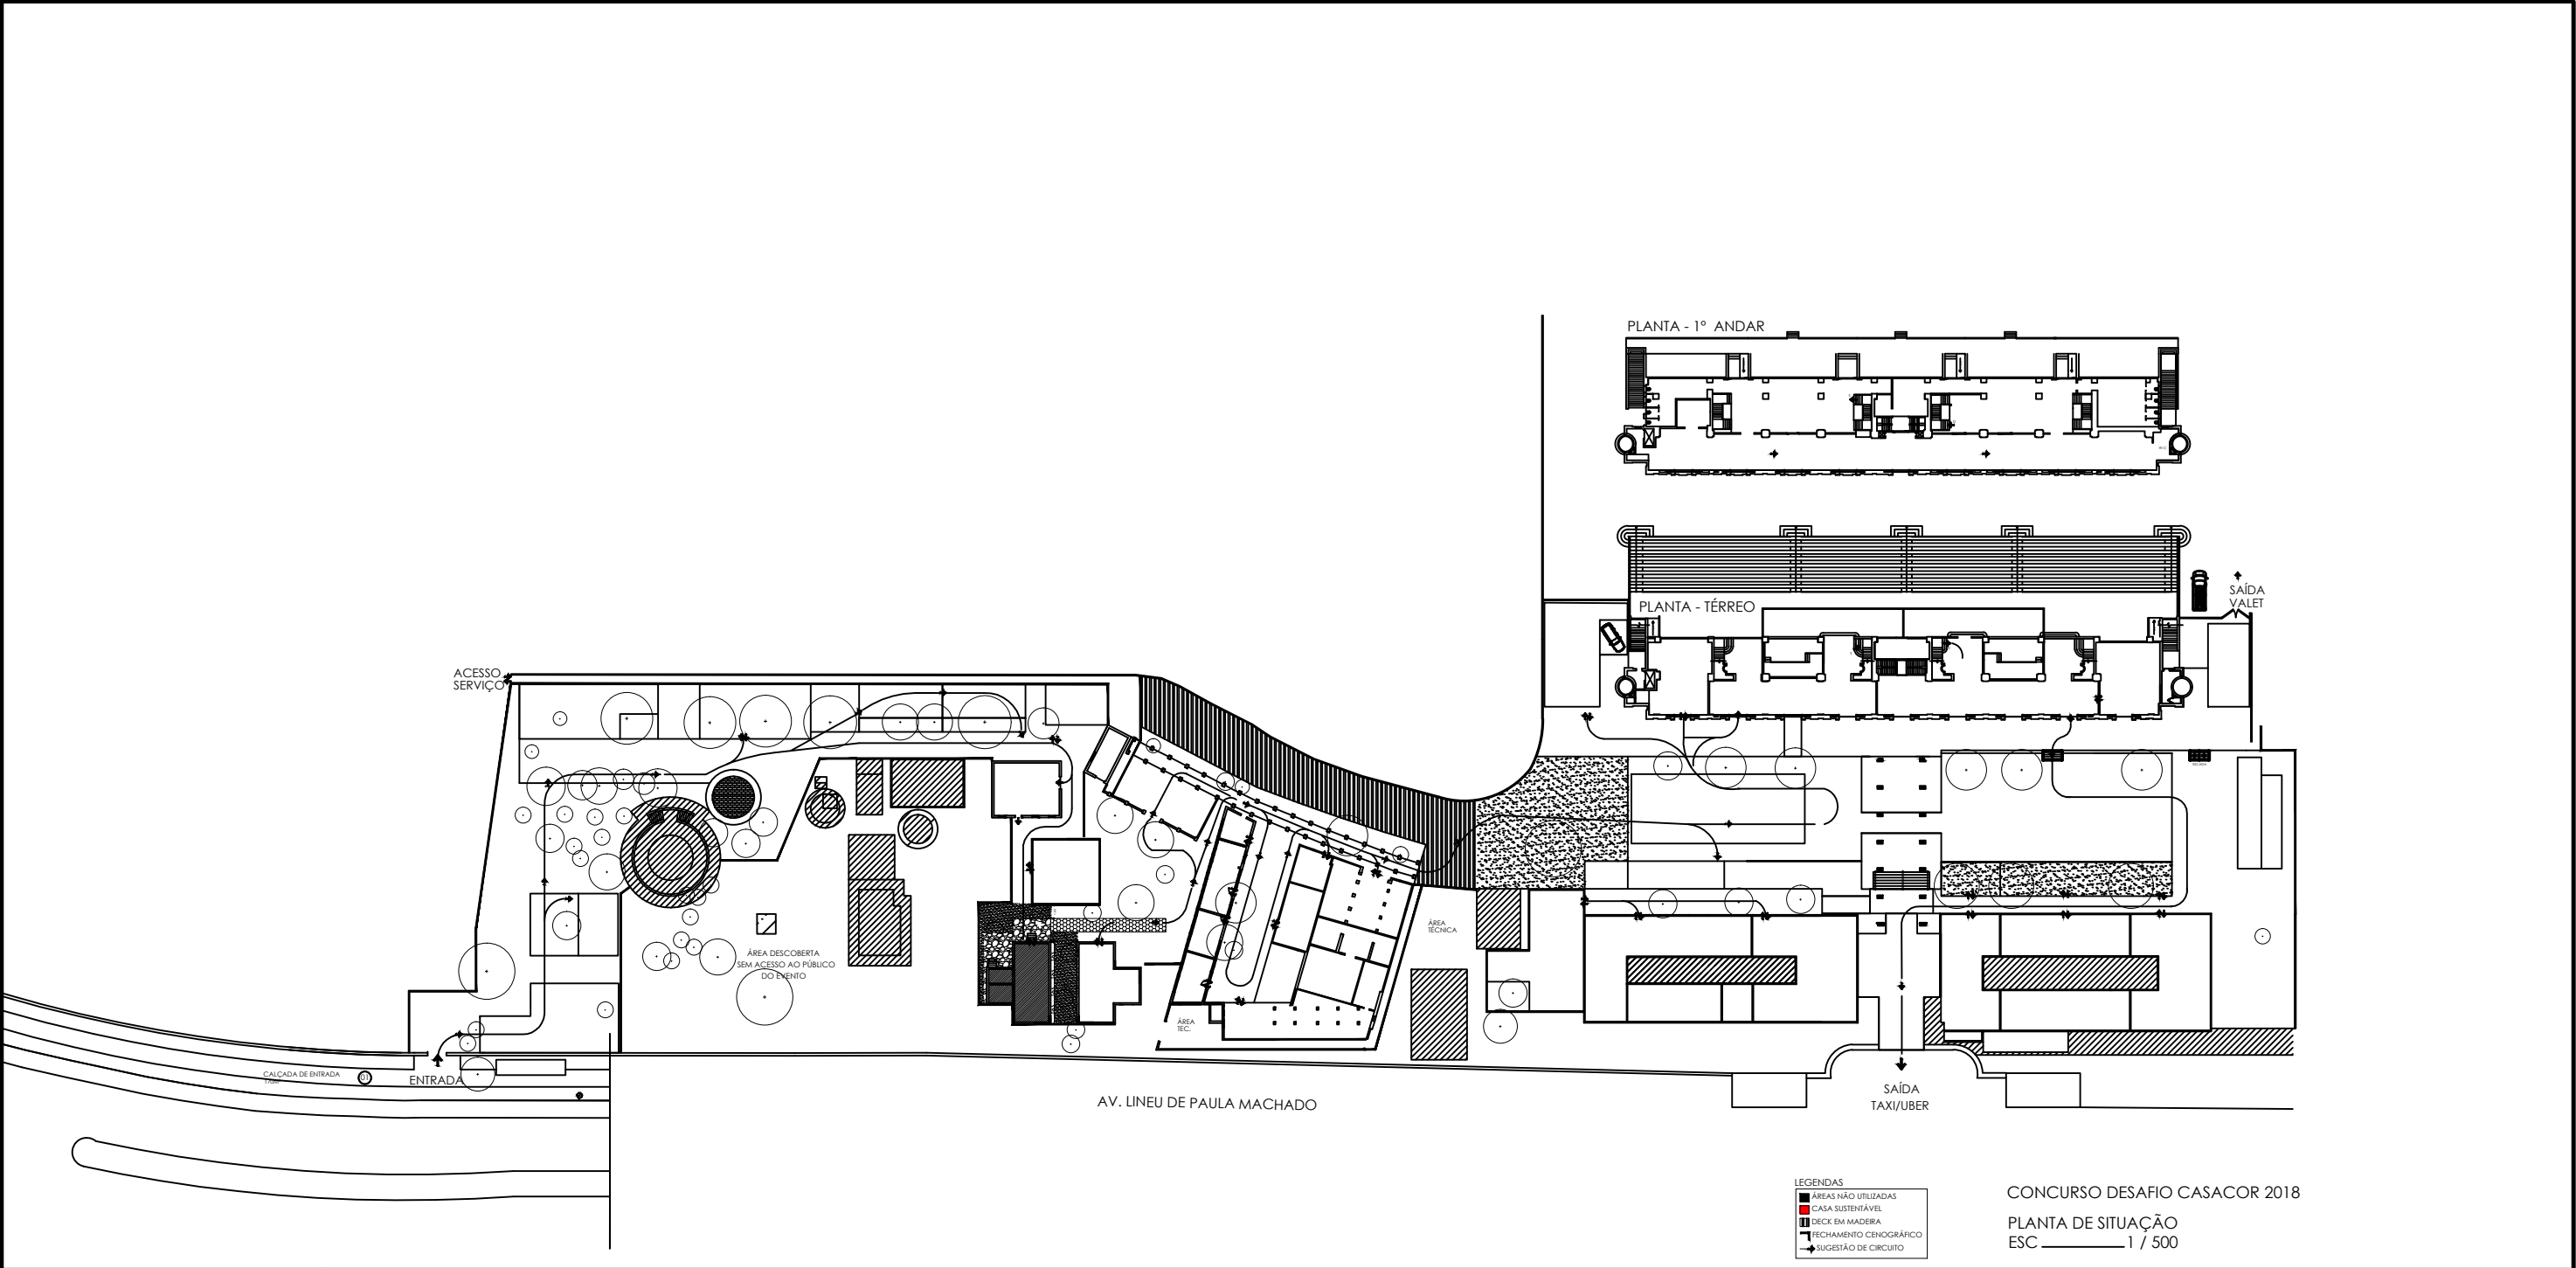 PLANTA - 1º ANDAR
PLANTA - TÉRREO
SAÍDA
VALET
ACESSO
SERVIÇO
ÁREA DESCOBERTA
SEM ACESSO AO PÚBLICO
DO EVENTO
ÁREA
TÉCNICA
ÁREA
TEC.
CALÇADA DE ENTRADA
01
ENTRADA
AV. LINEU DE PAULA MACHADO
SAÍDA
TAXI/UBER
LEGENDAS
ÁREAS NÃO UTILIZADAS
CASA SUSTENTÁVEL
DECK EM MADEIRA
FECHAMENTO CENOGRÁFICO
SUGESTÃO DE CIRCUITO
CONCURSO DESAFIO CASACOR 2018
PLANTA DE SITUAÇÃO
ESC 1 / 500